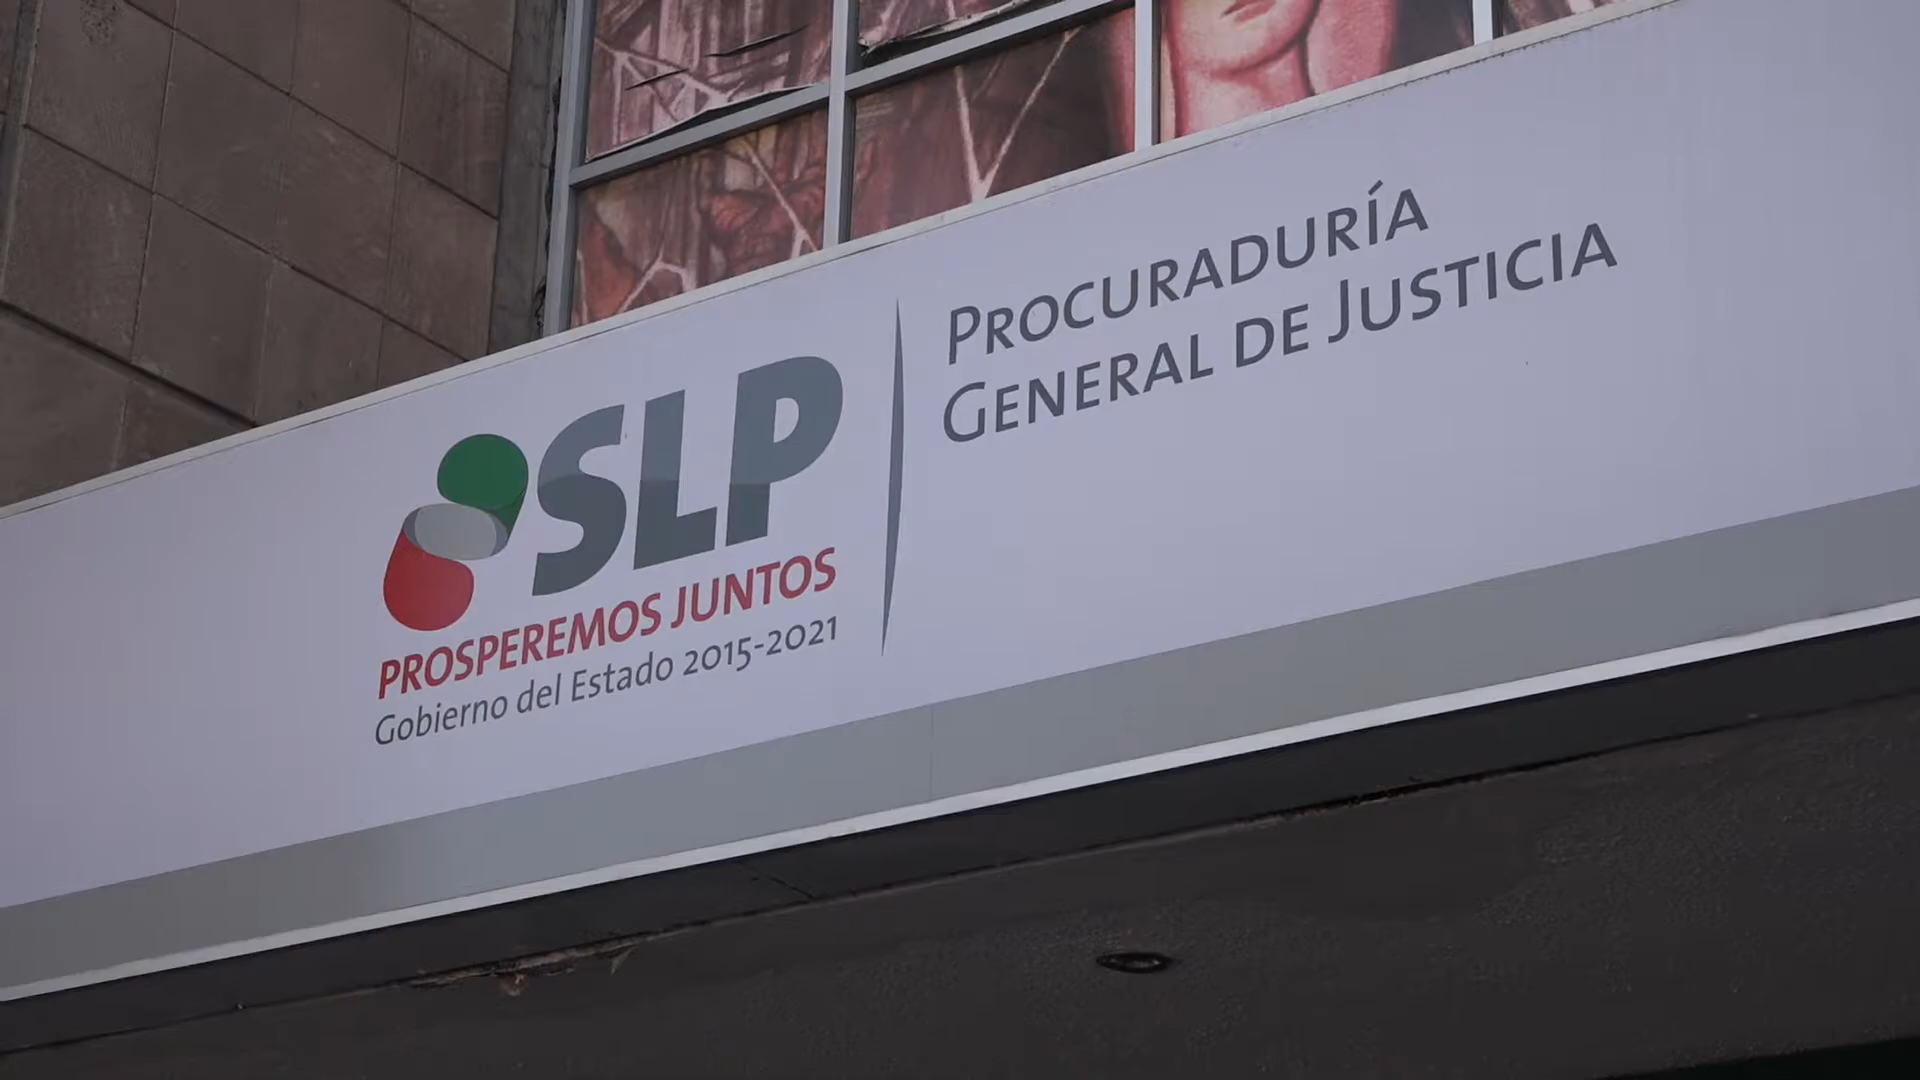 SLP
PROSPEREMOS JUNTOS
Gobierno del Estado 2015-2021
PROCURADURÍA
GENERAL DE JUSTICIA